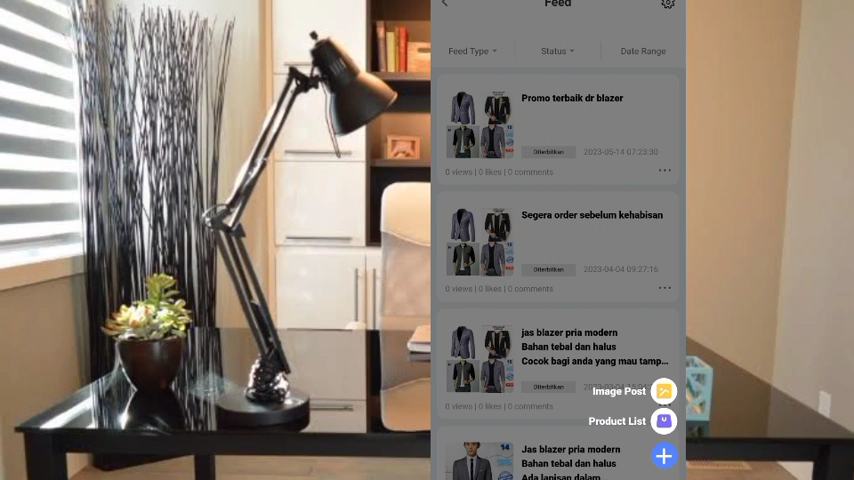 Feed
Feed Type
Status
Date Range
Promo terbaik dr blazer
Diterbitkan
2023-05-14 07:23:30
0 views | 0 likes | 0 comments
Segera order sebelum kehabisan
Diterbitkan
2023-04-04 09:27:16
0 views | 0 likes | 0 comments
jas blazer pria modern
Bahan tebal dan halus
Cocok bagi anda yang mau tamp...
Diterbitkan
0 views | 0 likes | 0 comments
Image Post
Product List
14
Jas blazer pria modern
Bahan tebal dan halus
Ada lapisan dalam